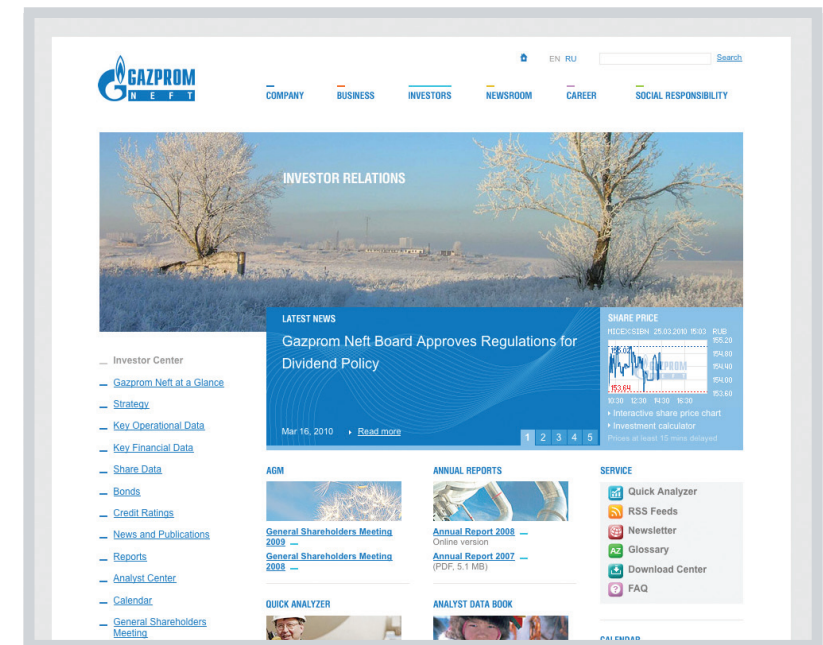 GAZPROM
NEFT
EN RU
Search
COMPANY BUSINESS INVESTORS NEWSROOM CAREER SOCIAL RESPONSIBILITY
INVESTOR RELATIONS
LATEST NEWS
Gazprom Neft Board Approves Regulations for
Dividend Policy
Mar 16, 2010 Read more
1 2 3 4 5
SHARE PRICE
MICEX:SIBN 25.03.2010 15:03 RUB
155.20
155.02
154.80
154.40
154.00
153.64
153.60
10:30 12:30 14:30 16:30
Interactive share price chart
Investment calculator
Prices at least 15 mins delayed
Investor Center
Gazprom Neft at a Glance
Strategy
Key Operational Data
Key Financial Data
Share Data
Bonds
Credit Ratings
News and Publications
Reports
Analyst Center
Calendar
General Shareholders
Meeting
AGM
General Shareholders Meeting
2009
General Shareholders Meeting
2008
ANNUAL REPORTS
Annual Report 2008
Online version
Annual Report 2007
(PDF, 5.1 MB)
SERVICE
Quick Analyzer
RSS Feeds
Newsletter
AZ Glossary
Download Center
? FAQ
QUICK ANALYZER
ANALYST DATA BOOK
CALENDAR